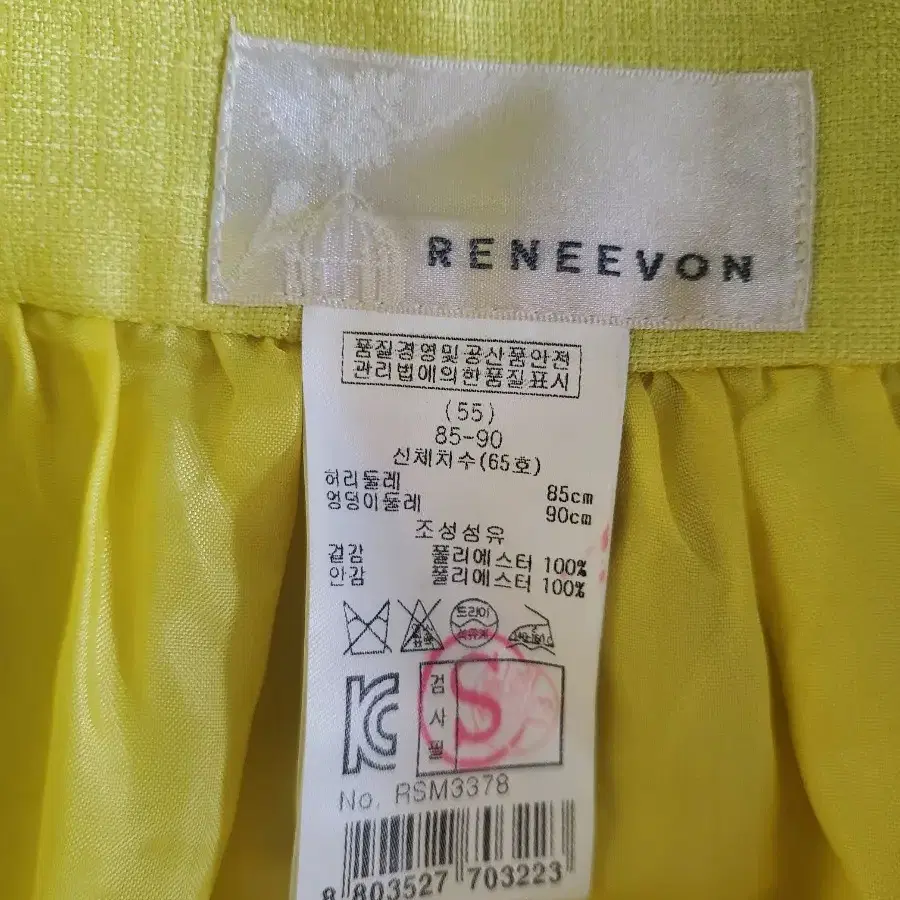 RENEEVON
품질경영및공산품안전
관리법에의한품질표시
(55)
85-90
신체치수(65호)
허리둘레 85cm
엉덩이둘레 90cm
조성섬유
겉감 폴리에스터 100%
안감 폴리에스터 100%
드라이
석유계
검
사
필
S
No. RSM3378
8 803527 703223